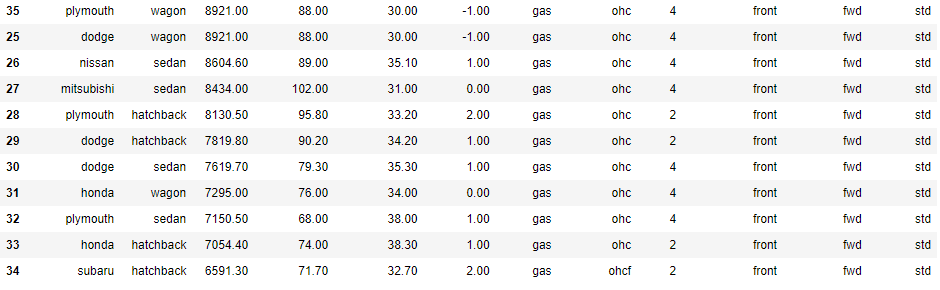 35 plymouth wagon 8921.00 88.00 30.00 -1.00 gas ohc 4 front fwd std
25 dodge wagon 8921.00 88.00 30.00 -1.00 gas ohc 4 front fwd std
26 nissan sedan 8604.60 89.00 35.10 1.00 gas ohc 4 front fwd std
27 mitsubishi sedan 8434.00 102.00 31.00 0.00 gas ohc 4 front fwd std
28 plymouth hatchback 8130.50 95.80 33.20 2.00 gas ohc 2 front fwd std
29 dodge hatchback 7819.80 90.20 34.20 1.00 gas ohc 2 front fwd std
30 dodge sedan 7619.70 79.30 35.30 1.00 gas ohc 4 front fwd std
31 honda wagon 7295.00 76.00 34.00 0.00 gas ohc 4 front fwd std
32 plymouth sedan 7150.50 68.00 38.00 1.00 gas ohc 4 front fwd std
33 honda hatchback 7054.40 74.00 38.30 1.00 gas ohc 2 front fwd std
34 subaru hatchback 6591.30 71.70 32.70 2.00 gas ohcf 2 front fwd std